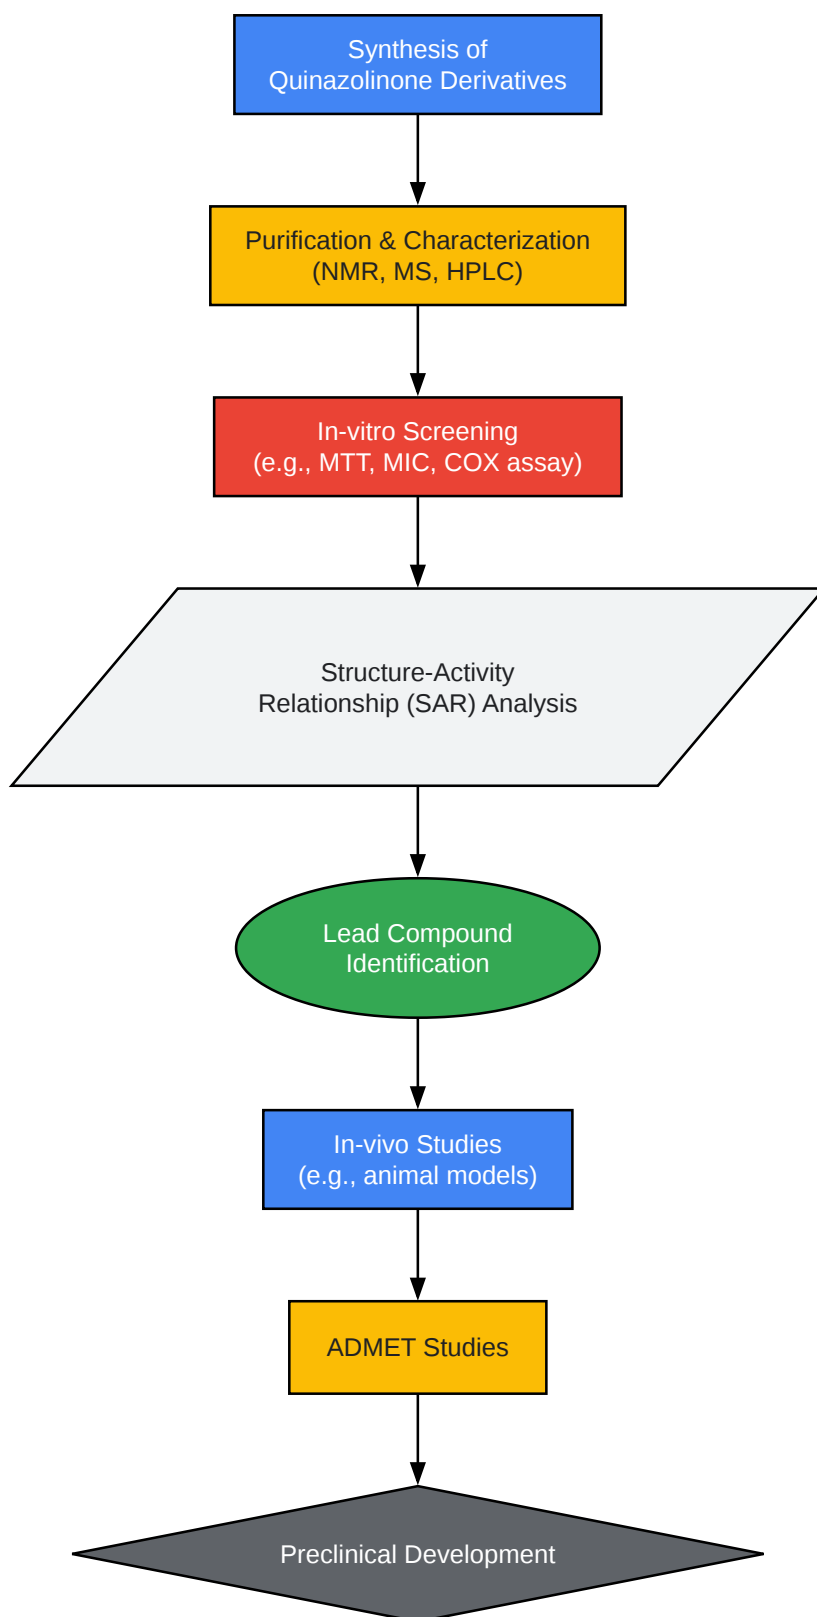 Synthesis of
Quinazolinone Derivatives
Purification & Characterization
(NMR, MS, HPLC)
In-vitro Screening
(e.g., MTT, MIC, COX assay)
Structure-Activity
Relationship (SAR) Analysis
Lead Compound
Identification
In-vivo Studies
(e.g., animal models)
ADMET Studies
Preclinical Development